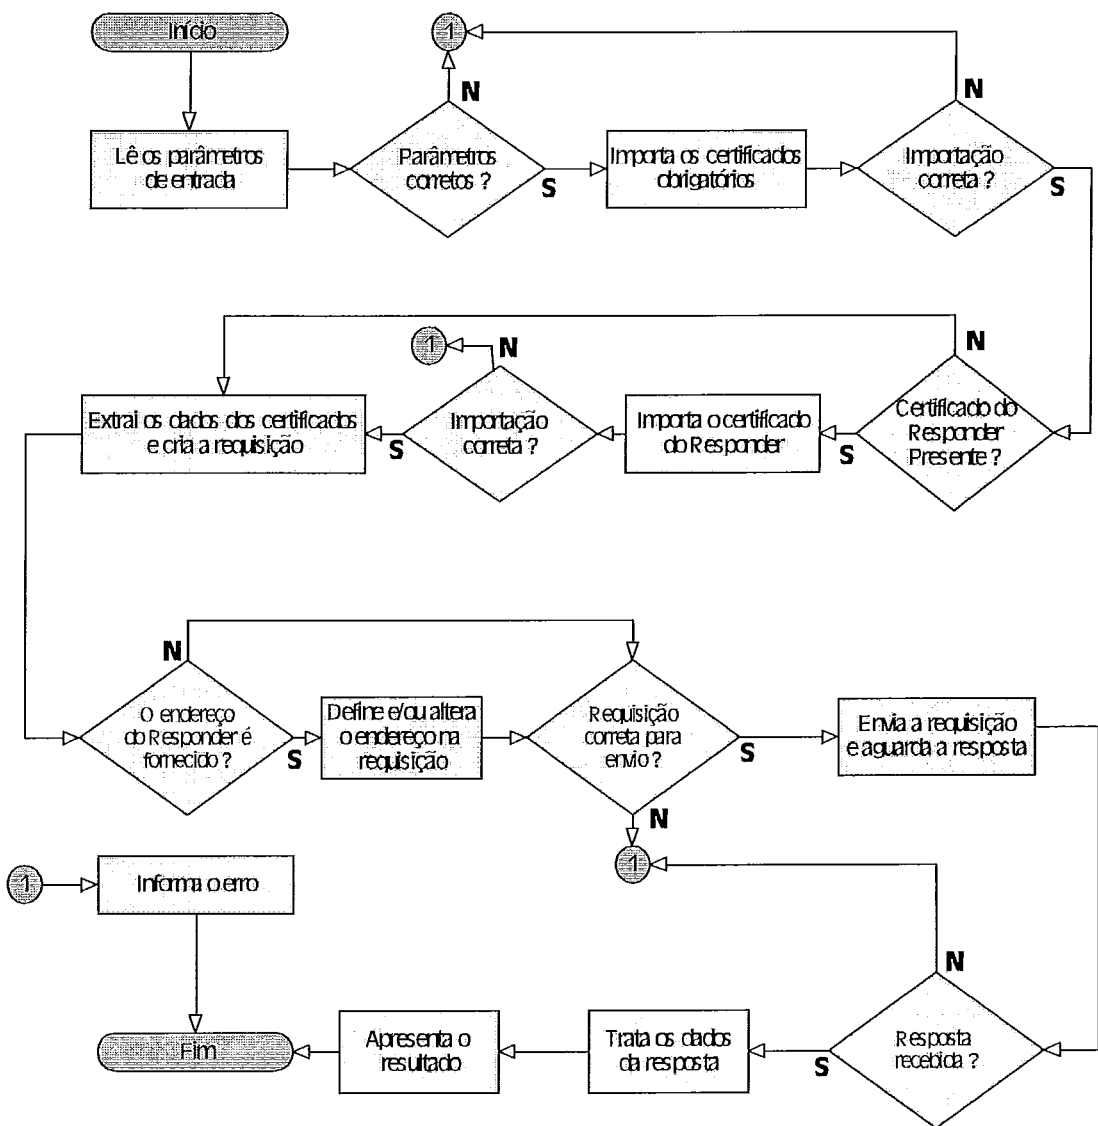 Início
1
N
N
Lê os parâmetros
de entrada
Parâmetros
corretos ?
S
Importa os certificados
obrigatórios
Importação
correta ?
S
1
N
N
Extrai os dados dos certificados
e cria a requisição
S
Importação
correta ?
Importa o certificado
do Responder
S
Certificado do
Responder
Presente ?
N
O endereço
do Responder é
fornecido ?
S
Define e/ou altera
o endereço na
requisição
Requisição
correta para
envio ?
S
Envia a requisição
e aguarda a resposta
N
1
1
Informa o erro
N
Fim
Apresenta o
resultado
Trata os dados
da resposta
S
Resposta
recebida ?